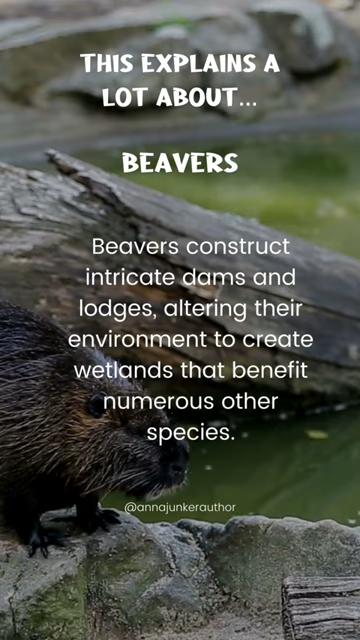 THIS EXPLAINS A
LOT ABOUT...
BEAVERS
Beavers construct
intricate dams and
lodges, altering their
environment to create
wetlands that benefit
numerous other
species.
@annajunkerauthor